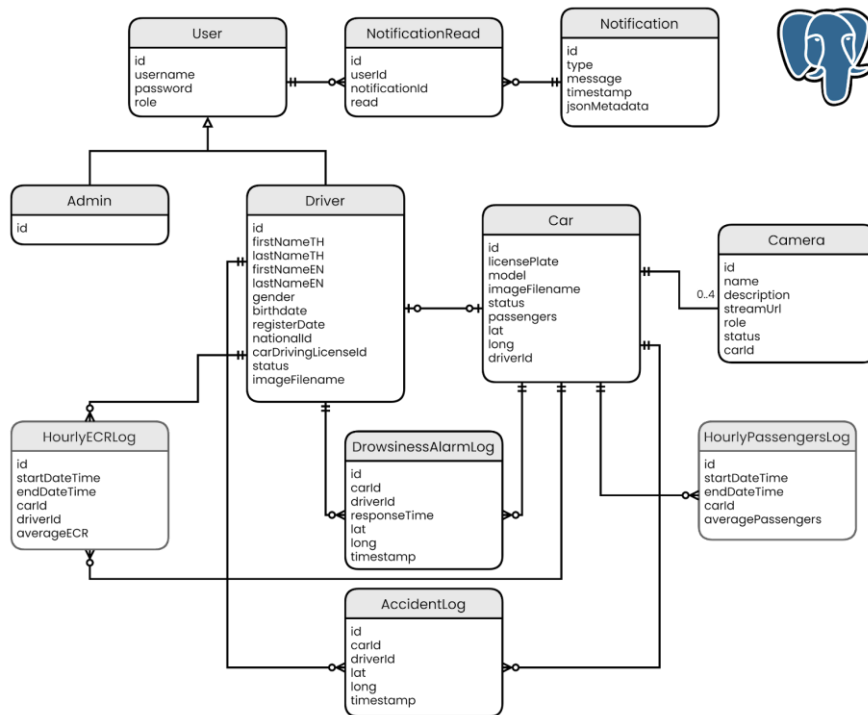 User
id
username
password
role
NotificationRead
id
userId
notificationId
read
Notification
id
type
message
timestamp
jsonMetadata
Admin
id
Driver
id
firstNameTH
lastNameTH
firstNameEN
lastNameEN
gender
birthdate
registerDate
nationalId
carDrivingLicenseId
status
imageFilename
Car
id
licensePlate
model
imageFilename
status
passengers
lat
long
driverId
0..4
Camera
id
name
description
streamUrl
role
status
carId
HourlyECRLog
id
startDateTime
endDateTime
carId
driverId
averageECR
DrowsinessAlarmLog
id
carId
driverId
responseTime
lat
long
timestamp
HourlyPassengersLog
id
startDateTime
endDateTime
carId
averagePassengers
AccidentLog
id
carId
driverId
lat
long
timestamp